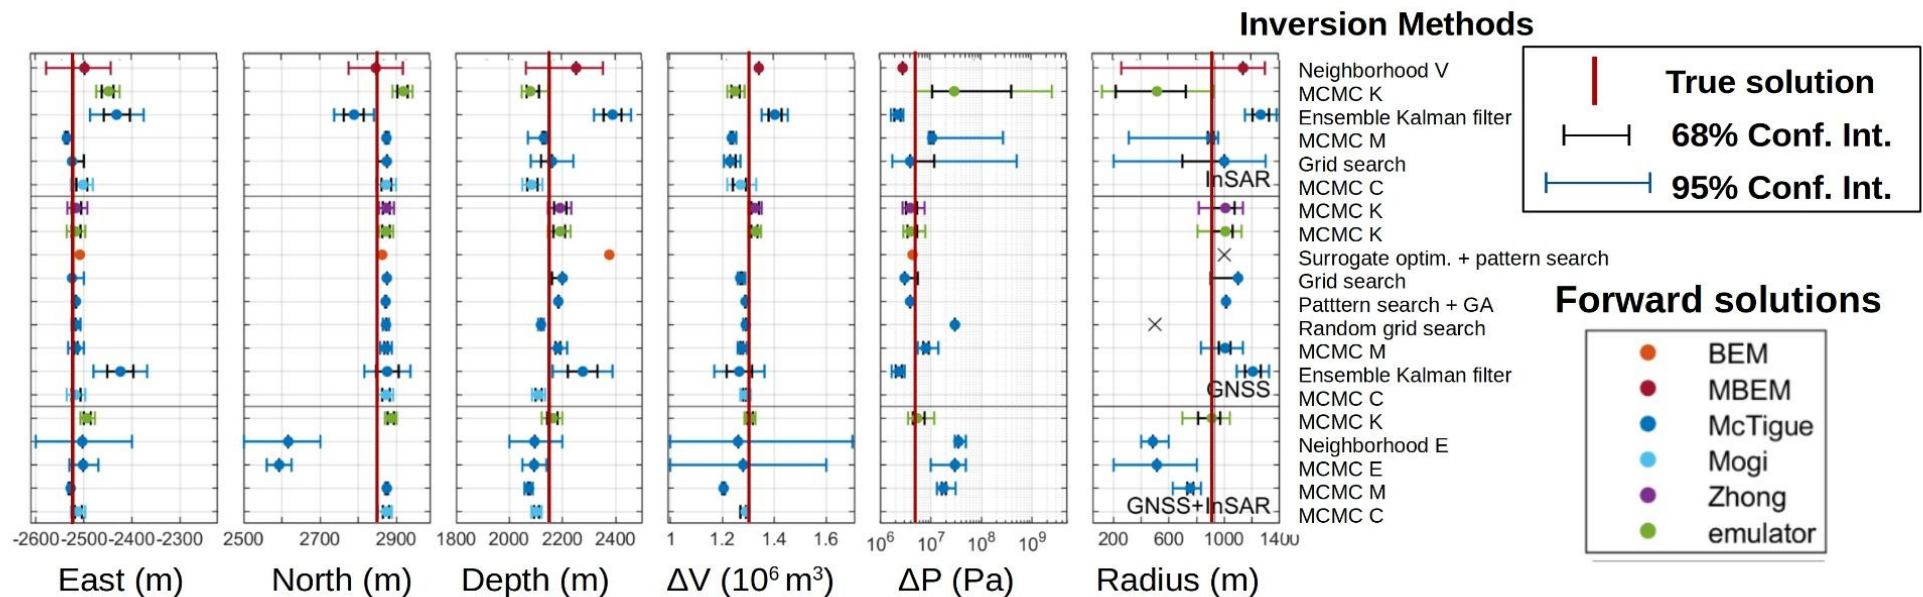 Inversion Methods
Neighborhood V
MCMC K
Ensemble Kalman filter
MCMC M
Grid search
InSAR
MCMC C
MCMC K
MCMC K
Surrogate optim. + pattern search
Grid search
Patttern search + GA
Random grid search
MCMC M
Ensemble Kalman filter
GNSS
MCMC C
MCMC K
Neighborhood E
MCMC E
MCMC M
GNSS+InSAR
MCMC C
True solution
68% Conf. Int.
95% Conf. Int.
Forward solutions
BEM
MBEM
McTigue
Mogi
Zhong
emulator
-2600 -2500 -2400 -2300
2500 2700 2900
1800 2000 2200 2400
1 1.2 1.4 1.6
10⁶ 10⁷ 10⁸ 10⁹
200 600 1000 1400
East (m)
North (m)
Depth (m)
ΔV (10⁶ m³)
ΔP (Pa)
Radius (m)